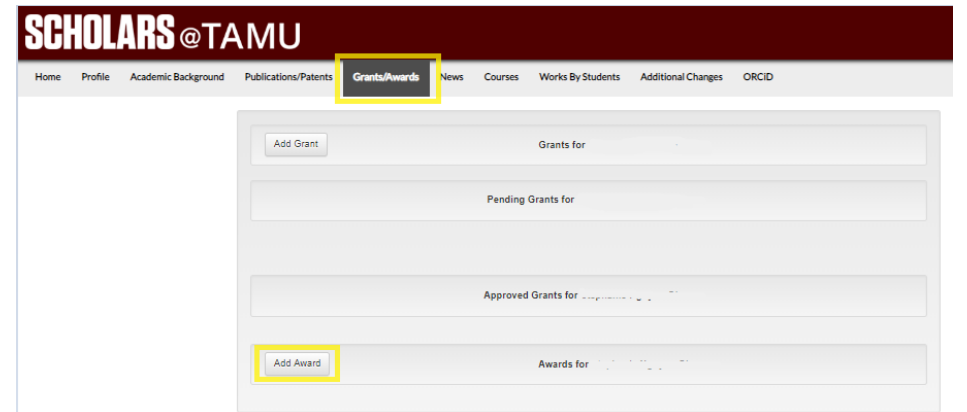 SCHOLARS @TAMU
Home Profile Academic Background Publications/Patents Grants/Awards News Courses Works By Students Additional Changes ORCiD
Add Grant Grants for
Pending Grants for
Approved Grants for
Add Award Awards for